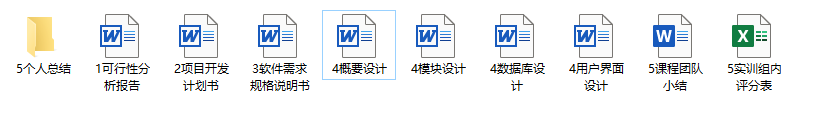 5个人总结
1可行性分
析报告
2项目开发
计划书
3软件需求
规格说明书
4概要设计
4模块设计
4数据库设
计
4用户界面
设计
5课程团队
小结
5实训组内
评分表